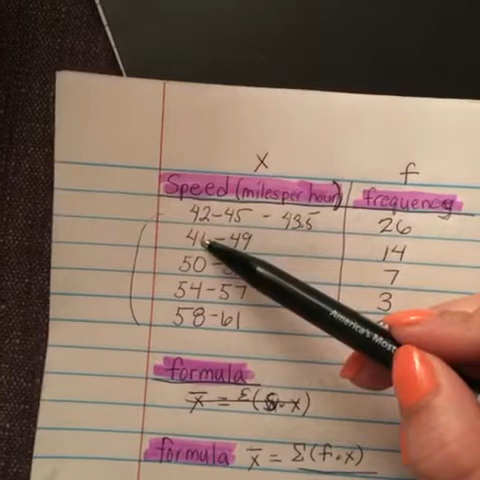 x f
Speed (miles per hour) frequency
42-45 - 43.5 26
-49 14
50 - 7
54-57 3
58-61
formula
x̄ = Σ(f·x)
formula x̄ = Σ(f·x)
America's Most